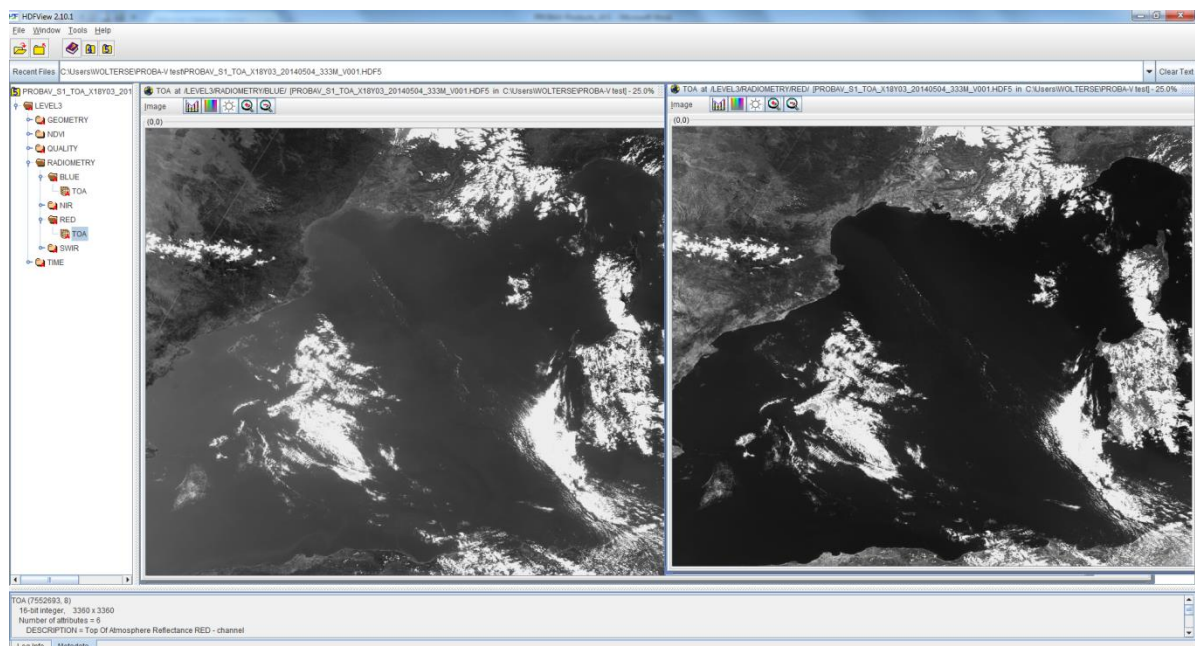 HDFView 2.10.1
File Window Tools Help
Recent Files C:\Users\WOLTERSE\PROBA-V test\PROBAV_S1_TOA_X18Y03_20140504_333M_V001.HDF5 Clear Text
PROBAV_S1_TOA_X18Y03_201
LEVEL3
GEOMETRY
NDVI
QUALITY
RADIOMETRY
BLUE
TOA
NIR
RED
TOA
SWIR
TIME
TOA at /LEVEL3/RADIOMETRY/BLUE/ [PROBAV_S1_TOA_X18Y03_20140504_333M_V001.HDF5 in C:\Users\WOLTERSE\PROBA-V test] - 25.0%
Image
(0,0)
TOA at /LEVEL3/RADIOMETRY/RED/ [PROBAV_S1_TOA_X18Y03_20140504_333M_V001.HDF5 in C:\Users\WOLTERSE\PROBA-V test] - 25.0%
Image
(0,0)
TOA (7552693, 8)
16-bit integer, 3360 x 3360
Number of attributes = 6
DESCRIPTION = Top Of Atmosphere Reflectance RED - channel
Log Info Metadata